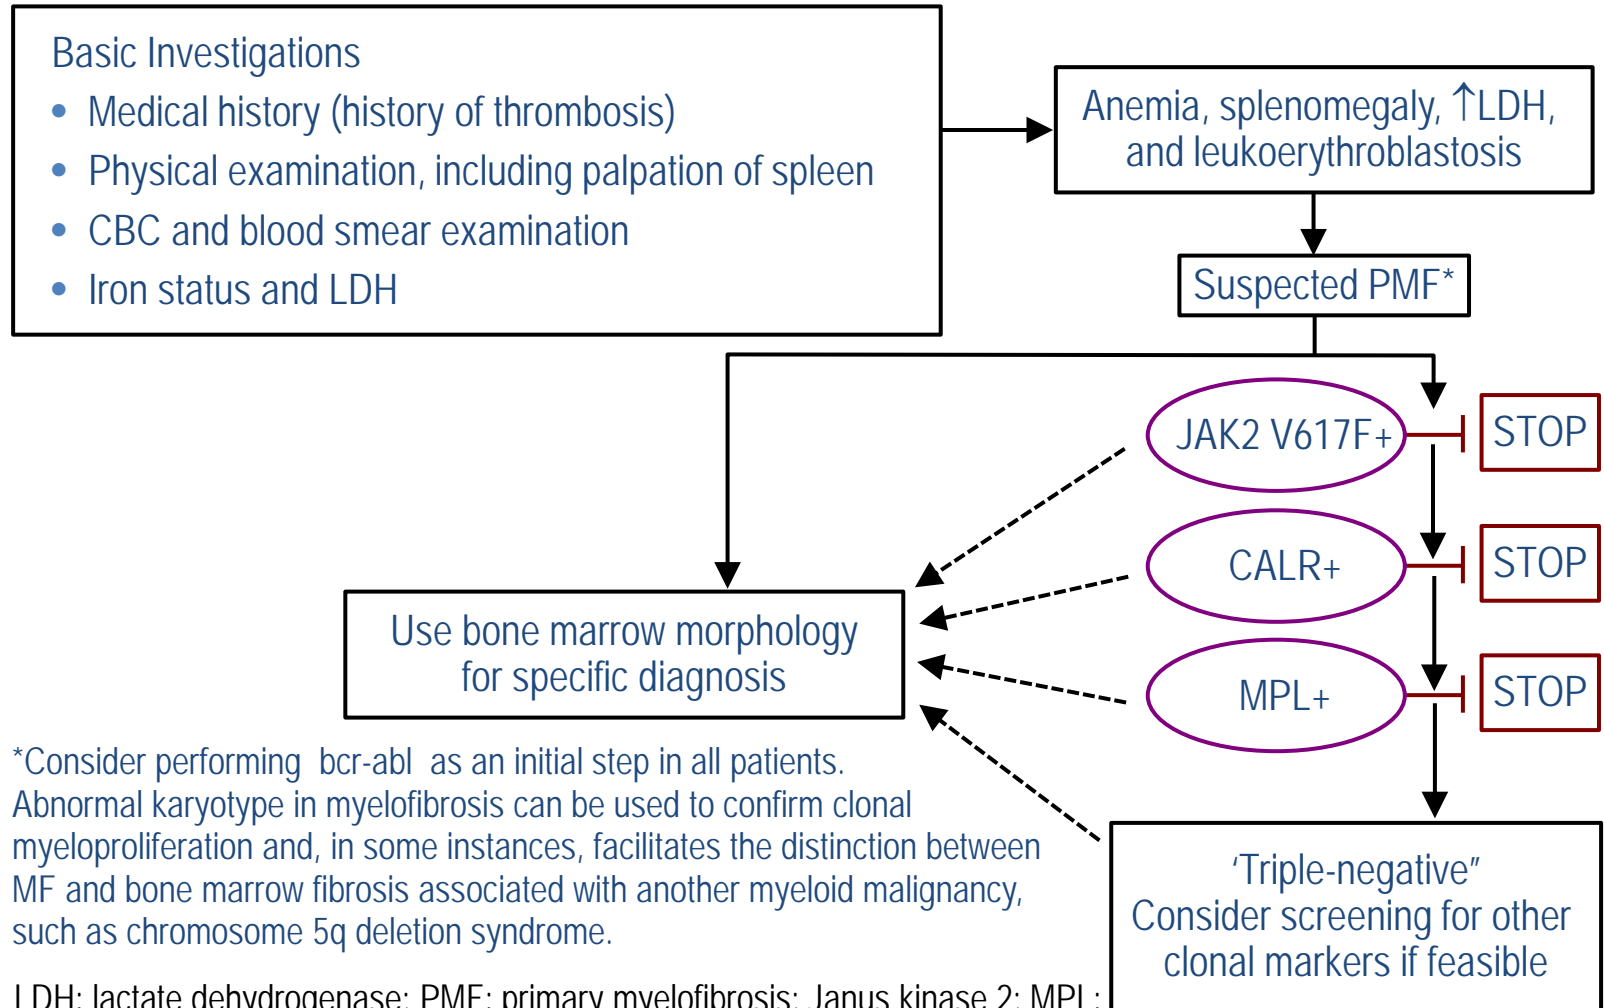 Basic Investigations
• Medical history (history of thrombosis)
• Physical examination, including palpation of spleen
• CBC and blood smear examination
• Iron status and LDH
Anemia, splenomegaly, ↑LDH,
and leukoerythroblastosis
Suspected PMF*
JAK2 V617F+
STOP
CALR+
STOP
MPL+
STOP
Use bone marrow morphology
for specific diagnosis
'Triple-negative"
Consider screening for other
clonal markers if feasible
*Consider performing bcr-abl as an initial step in all patients.
Abnormal karyotype in myelofibrosis can be used to confirm clonal
myeloproliferation and, in some instances, facilitates the distinction between
MF and bone marrow fibrosis associated with another myeloid malignancy,
such as chromosome 5q deletion syndrome.
LDH: lactate dehydrogenase; PMF: primary myelofibrosis; Janus kinase 2; MPL: